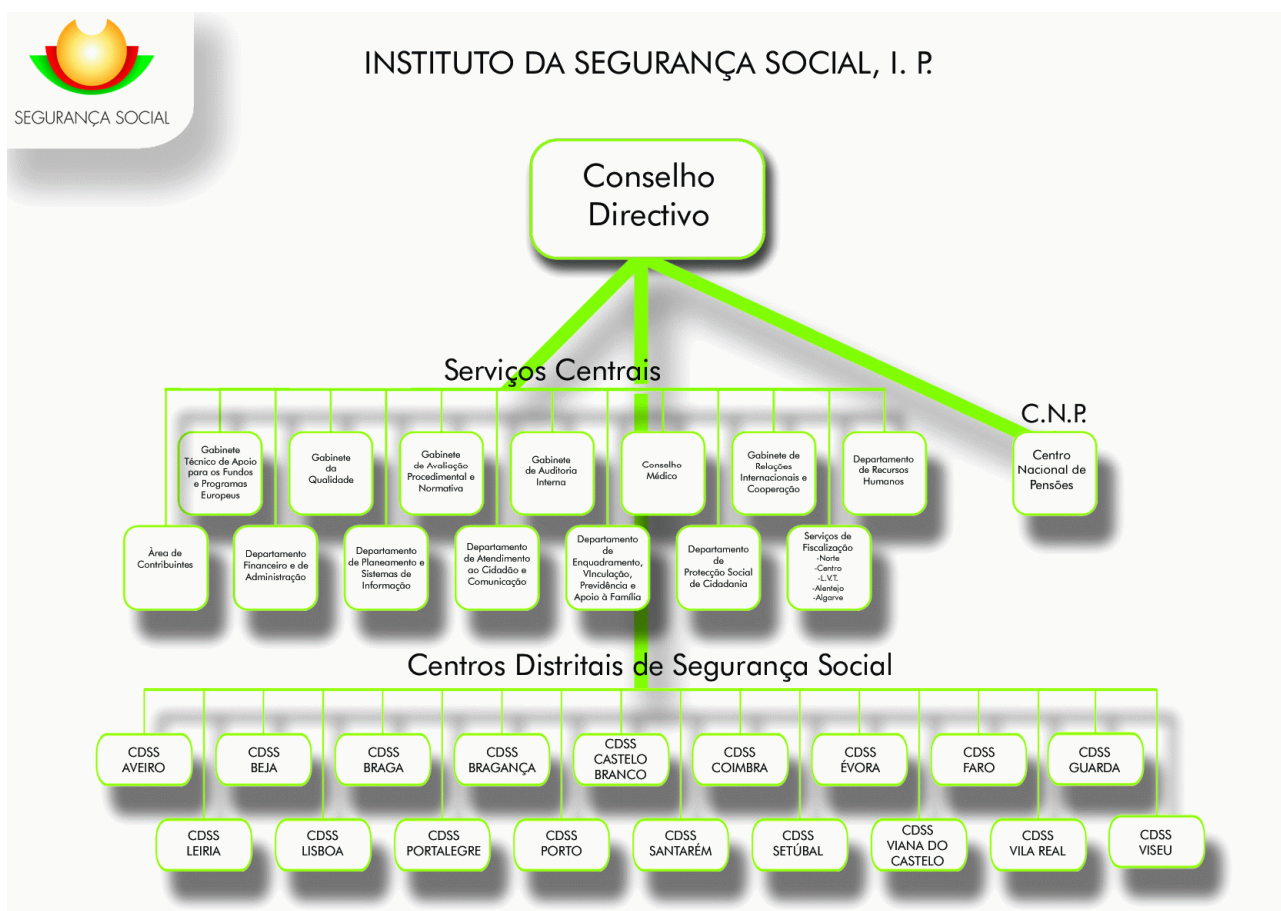 SEGURANÇA SOCIAL
INSTITUTO DA SEGURANÇA SOCIAL, I. P.
Conselho
Directivo
Serviços Centrais
C.N.P.
Gabinete
Técnico de Apoio
para os Fundos
e Programas
Europeus
Gabinete
da
Qualidade
Gabinete
de Avaliação
Procedimental e
Normativa
Gabinete
de Auditoria
Interna
Conselho
Médico
Gabinete de
Relações
Internacionais e
Cooperação
Departamento
de Recursos
Humanos
Centro
Nacional de
Pensões
Àrea de
Contribuintes
Departamento
Financeiro e de
Administração
Departamento
de Planeamento e
Sistemas de
Informação
Departamento
de Atendimento
ao Cidadão e
Comunicação
Departamento
de
Enquadramento,
VInculação,
Previdência e
Apoio à Família
Departamento
de
Protecção Social
de Cidadania
Serviços de
Fiscalização
-Norte
-Centro
-L.V.T.
-Alentejo
-Algarve
Centros Distritais de Segurança Social
CDSS
AVEIRO
CDSS
BEJA
CDSS
BRAGA
CDSS
BRAGANÇA
CDSS
CASTELO
BRANCO
CDSS
COIMBRA
CDSS
ÉVORA
CDSS
FARO
CDSS
GUARDA
CDSS
LEIRIA
CDSS
LISBOA
CDSS
PORTALEGRE
CDSS
PORTO
CDSS
SANTARÉM
CDSS
SETÚBAL
CDSS
VIANA DO
CASTELO
CDSS
VILA REAL
CDSS
VISEU